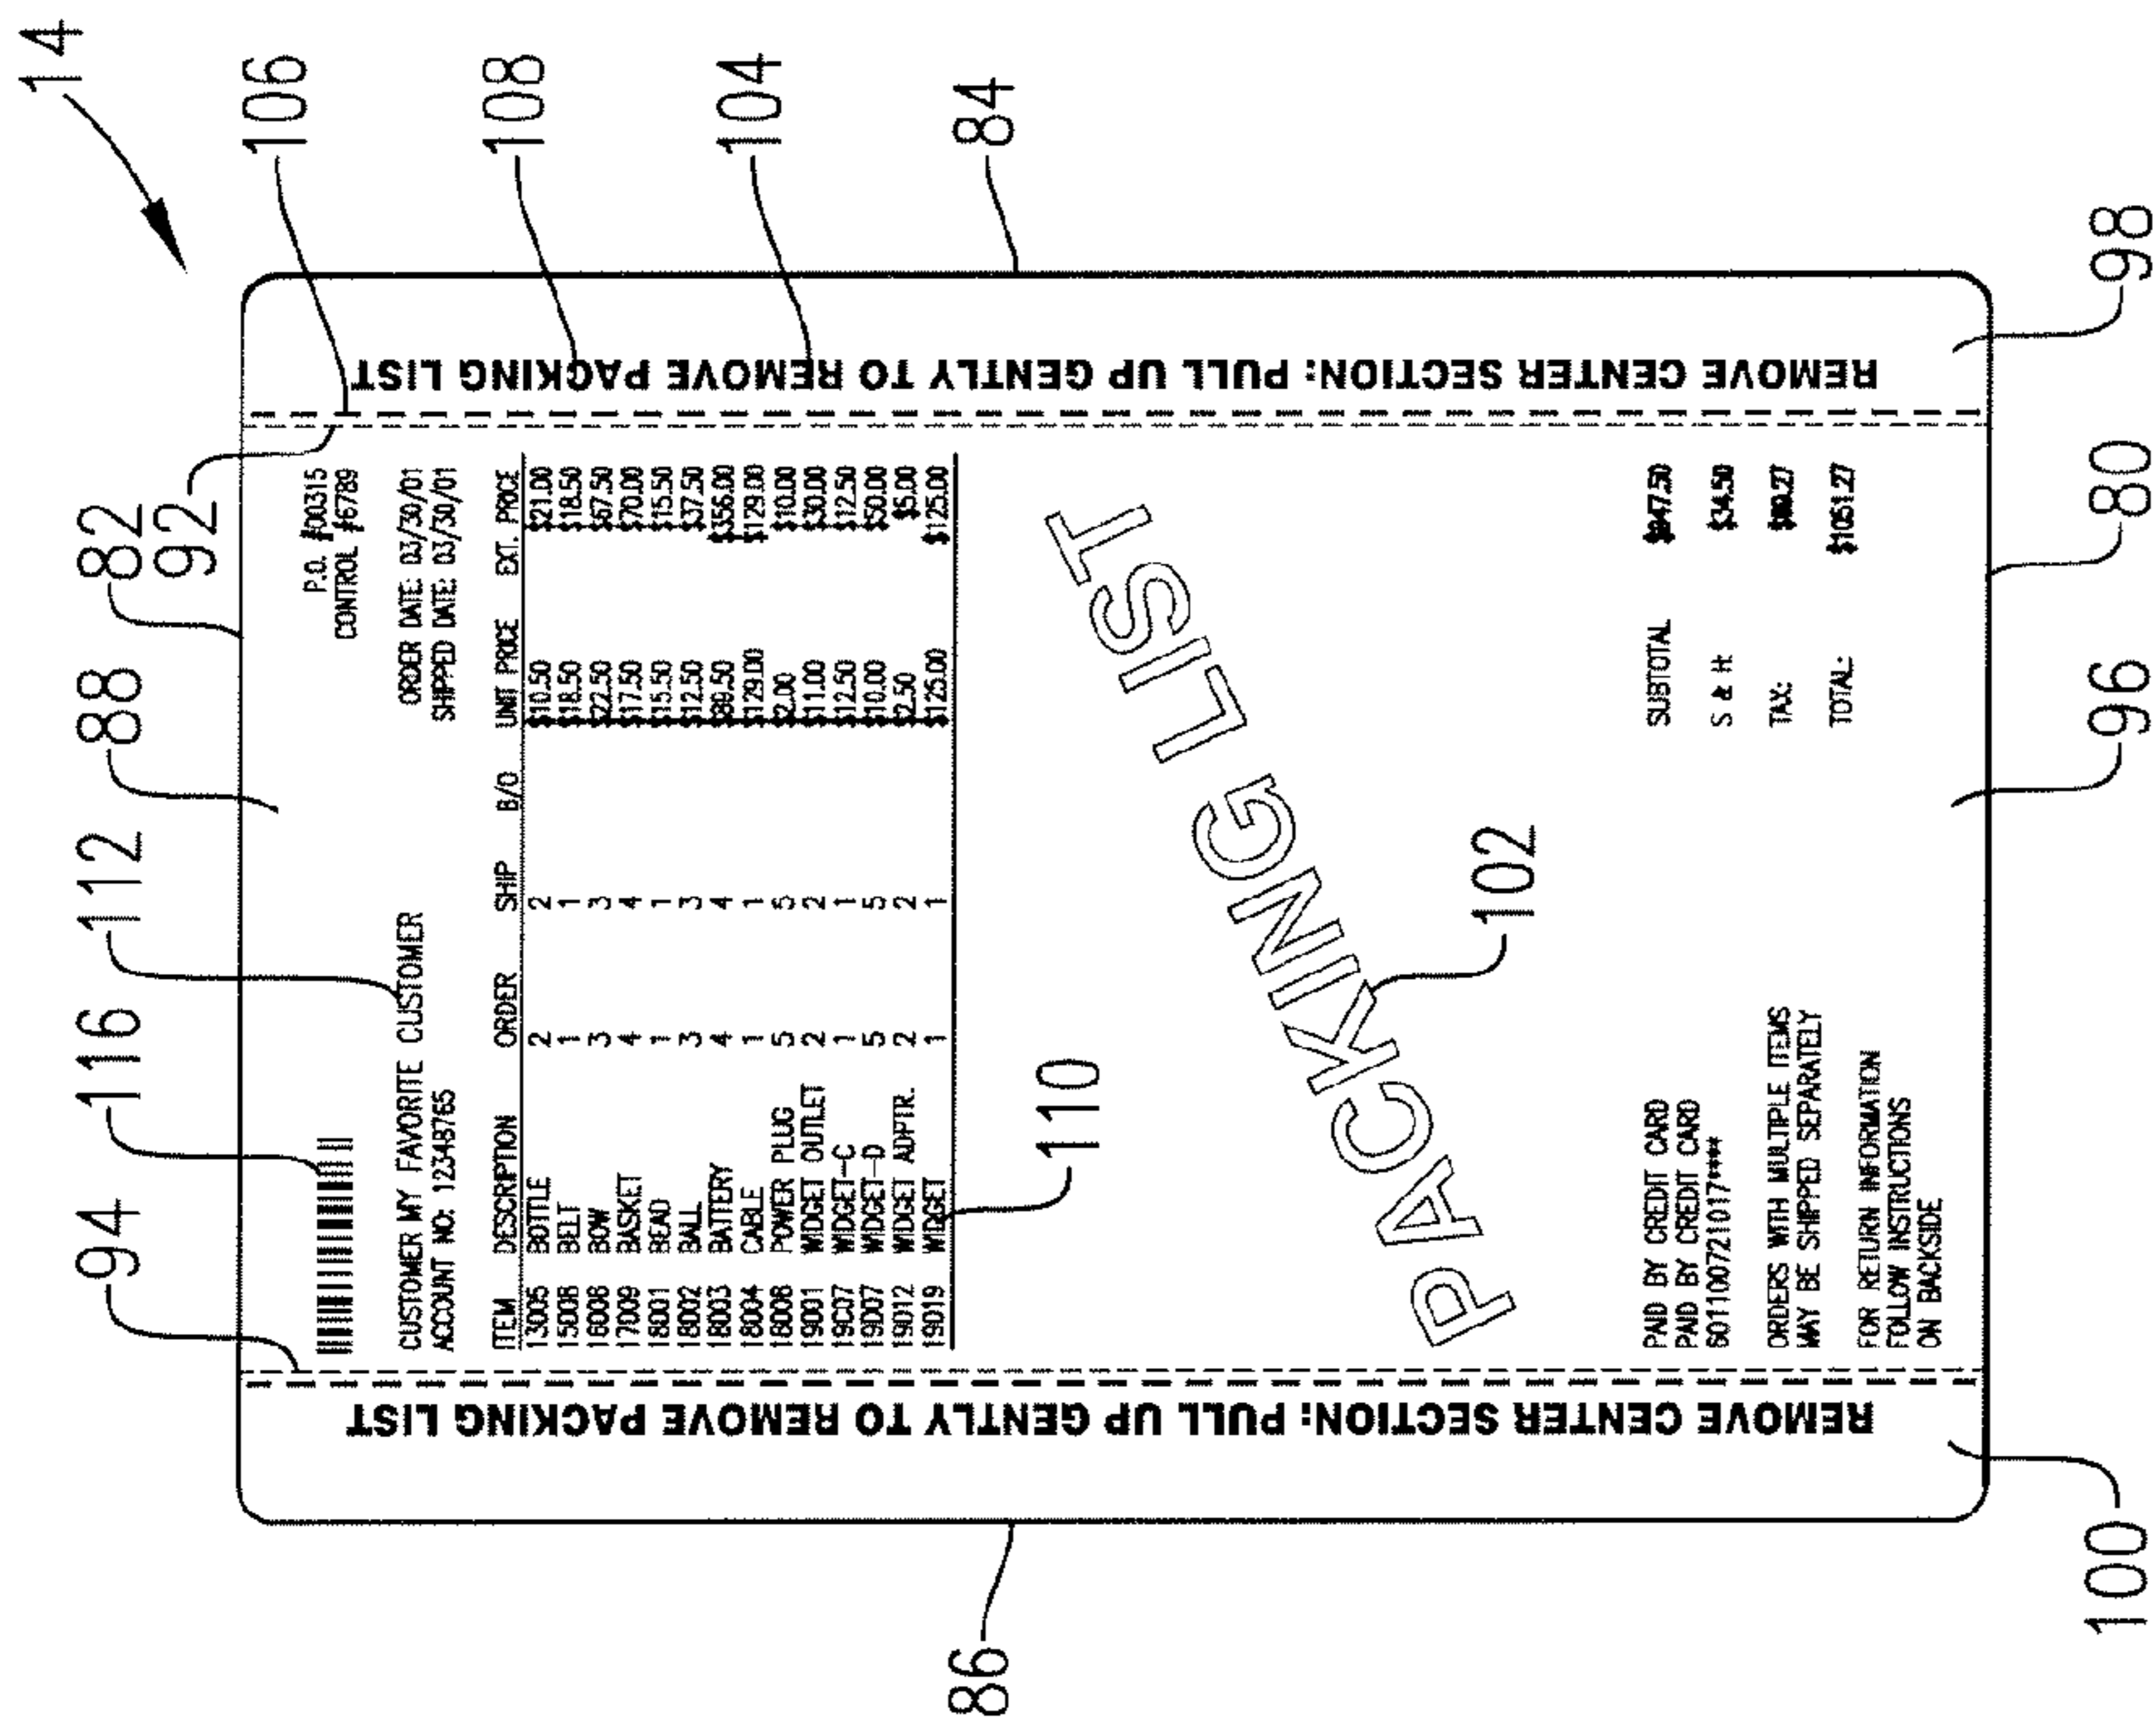 14
106
108
104
84
98
82
92
88
112
116
94
80
96
102
110
86
100
P.O. #00315
CONTROL #6789
CUSTOMER MY FAVORITE CUSTOMER ORDER DATE: 03/30/01
ACCOUNT NO: 12348765 SHIPPED DATE: 03/30/01
ITEM DESCRIPTION ORDER SHIP B/O UNIT PRICE EXT. PRICE
13005 BOTTLE 2 2 $10.50 $21.00
15008 BELT 1 1 $18.50 $18.50
16008 BOW 3 3 $22.50 $67.50
17009 BASKET 4 4 $17.50 $70.00
18001 BEAD 1 1 $15.50 $15.50
18002 BALL 3 3 $12.50 $37.50
18003 BATTERY 4 4 $89.50 $356.00
18004 CABLE 1 1 $129.00 $129.00
18008 POWER PLUG 5 5 $2.00 $10.00
19001 WIDGET OUTLET 2 2 $11.00 $30.00
19C07 WIDGET-C 1 1 $12.50 $12.50
19D07 WIDGET-D 5 5 $10.00 $50.00
19012 WIDGET ADPTR. 2 2 $2.50 $5.00
19019 WIDGET 1 1 $125.00 $125.00
PACKING LIST
PAID BY CREDIT CARD SUBTOTAL $947.50
PAID BY CREDIT CARD
601100721017**** S & H: $34.50
ORDERS WITH MULTIPLE ITEMS TAX:
MAY BE SHIPPED SEPARATELY TOTAL: $1051.27
FOR RETURN INFORMATION
FOLLOW INSTRUCTIONS
ON BACKSIDE
REMOVE CENTER SECTION: PULL UP GENTLY TO REMOVE PACKING LIST
REMOVE CENTER SECTION: PULL UP GENTLY TO REMOVE PACKING LIST